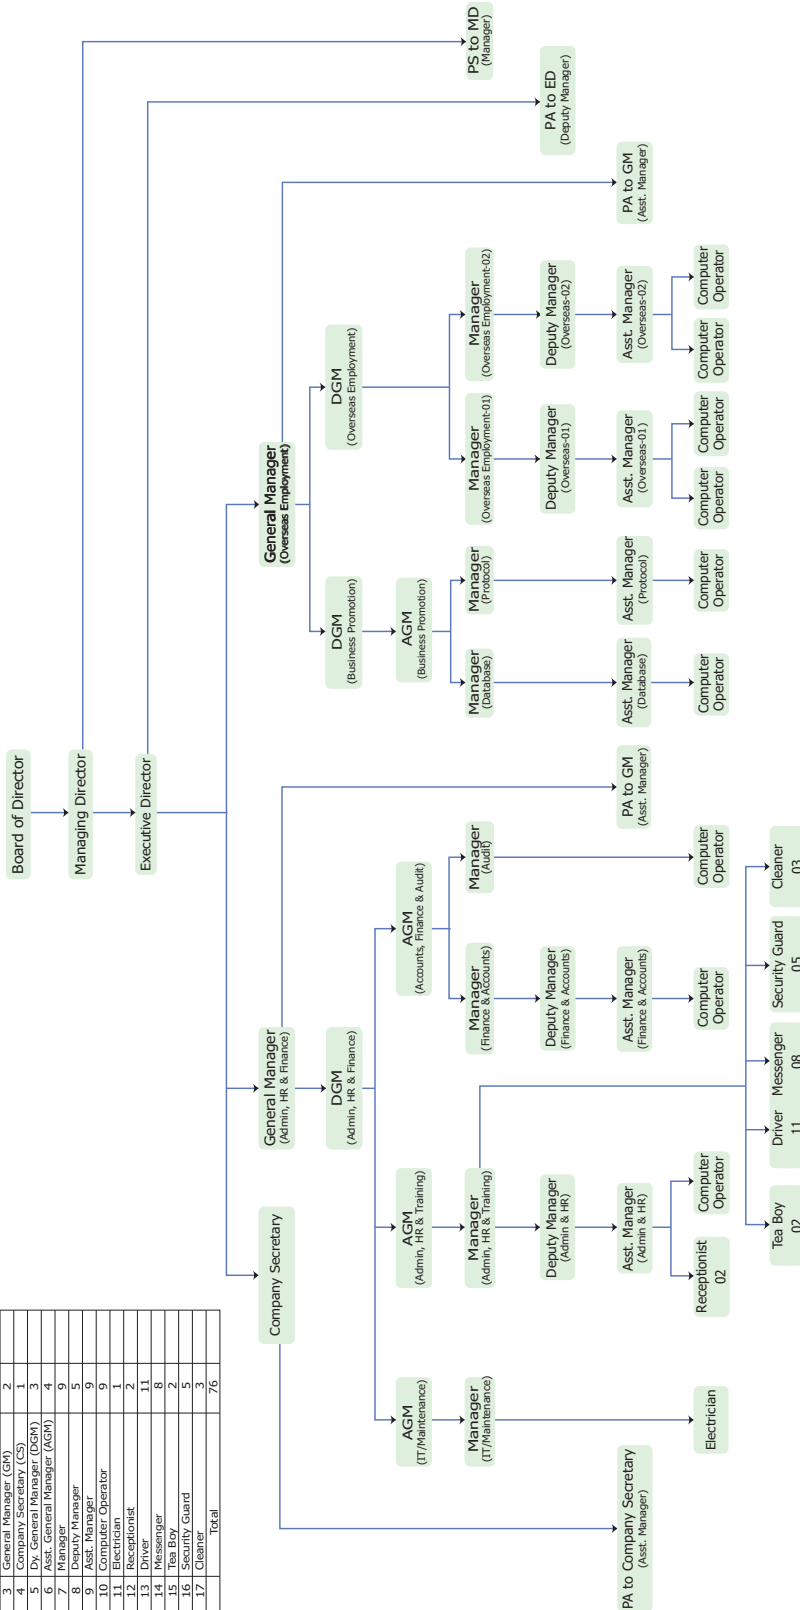 Board of Director
Managing Director
Executive Director
PS to MD
(Manager)
PA to ED
(Deputy Manager)
Company Secretary
PA to Company Secretary
(Asst. Manager)
General Manager
(Admin, HR & Finance)
PA to GM
(Asst. Manager)
DGM
(Admin, HR & Finance)
AGM
(IT/Maintenance)
Manager
(IT/Maintenance)
Electrician
AGM
(Admin, HR & Training)
Manager
(Admin, HR & Training)
Deputy Manager
(Admin & HR)
Asst. Manager
(Admin & HR)
Receptionist
02
Computer
Operator
Tea Boy
02
Driver
11
Messenger
08
Security Guard
05
Cleaner
03
AGM
(Accounts, Finance & Audit)
Manager
(Finance & Accounts)
Deputy Manager
(Finance & Accounts)
Asst. Manager
(Finance & Accounts)
Computer
Operator
Manager
(Audit)
Computer
Operator
General Manager
(Overseas Employment)
PA to GM
(Asst. Manager)
DGM
(Business Promotion)
AGM
(Business Promotion)
Manager
(Database)
Asst. Manager
(Database)
Computer
Operator
Manager
(Protocol)
Asst. Manager
(Protocol)
Computer
Operator
DGM
(Overseas Employment)
Manager
(Overseas Employment-01)
Deputy Manager
(Overseas-01)
Asst. Manager
(Overseas-01)
Computer
Operator
Computer
Operator
Manager
(Overseas Employment-02)
Deputy Manager
(Overseas-02)
Asst. Manager
(Overseas-02)
Computer
Operator
Computer
Operator
3 General Manager (GM) 2
4 Company Secretary (CS) 1
5 Dy. General Manager (DGM) 3
6 Asst. General Manager (AGM) 4
7 Manager 9
8 Deputy Manager 5
9 Asst. Manager 9
10 Computer Operator 9
11 Electrician 1
12 Receptionist 2
13 Driver 11
14 Messenger 8
15 Tea Boy 2
16 Security Guard 5
17 Cleaner 3
Total 76